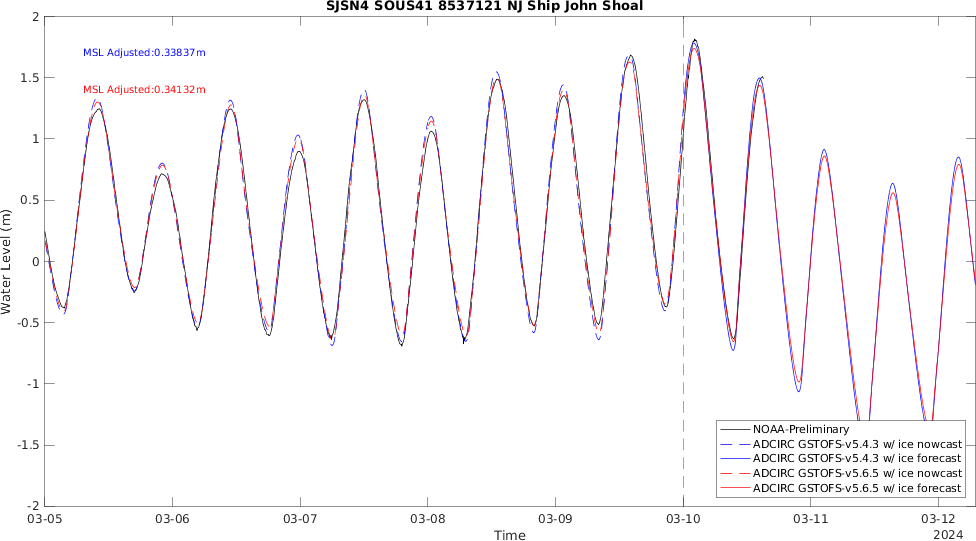 SJSN4 SOUS41 8537121 NJ Ship John Shoal
MSL Adjusted:0.33837m
MSL Adjusted:0.34132m
Water Level (m)
2
1.5
1
0.5
0
-0.5
-1
-1.5
-2
NOAA-Preliminary
ADCIRC GSTOFS-v5.4.3 w/ ice nowcast
ADCIRC GSTOFS-v5.4.3 w/ ice forecast
ADCIRC GSTOFS-v5.6.5 w/ ice nowcast
ADCIRC GSTOFS-v5.6.5 w/ ice forecast
03-05 03-06 03-07 03-08 03-09 03-10 03-11 03-12
Time
2024